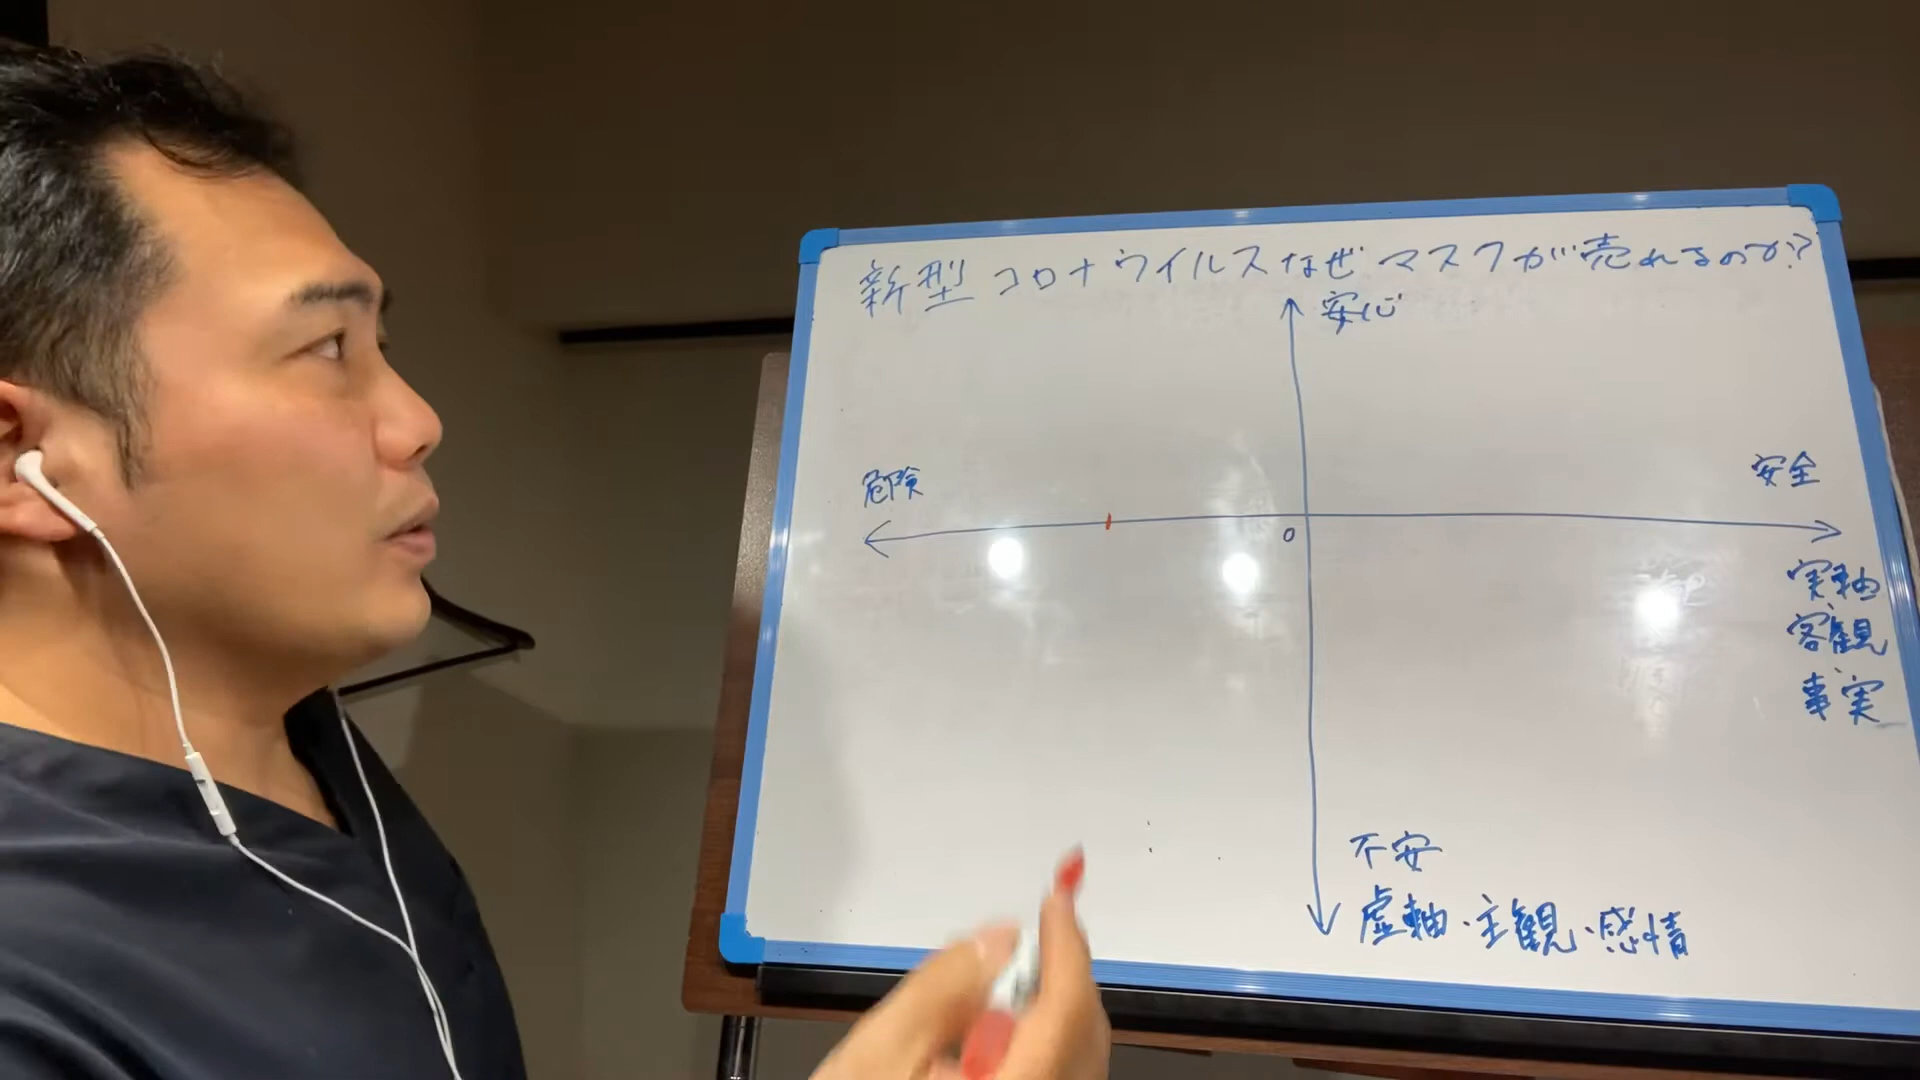 新型コロナウイルスなぜマスクが売れるのか?
安心
危険
安全
0
実軸
客観
事実
不安
虚軸・主観・感情